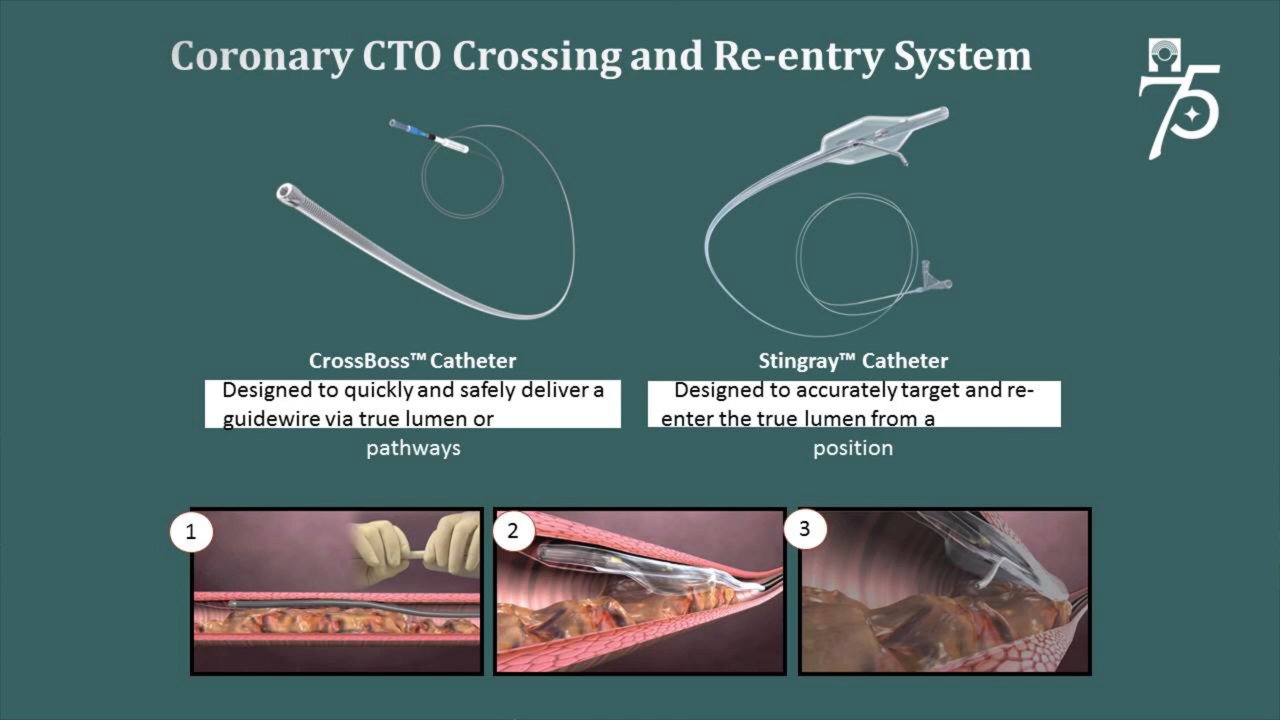 Coronary CTO Crossing and Re-entry System
75
CrossBoss™ Catheter
Designed to quickly and safely deliver a
guidewire via true lumen or
pathways
Stingray™ Catheter
Designed to accurately target and re-
enter the true lumen from a
position
1
2
3